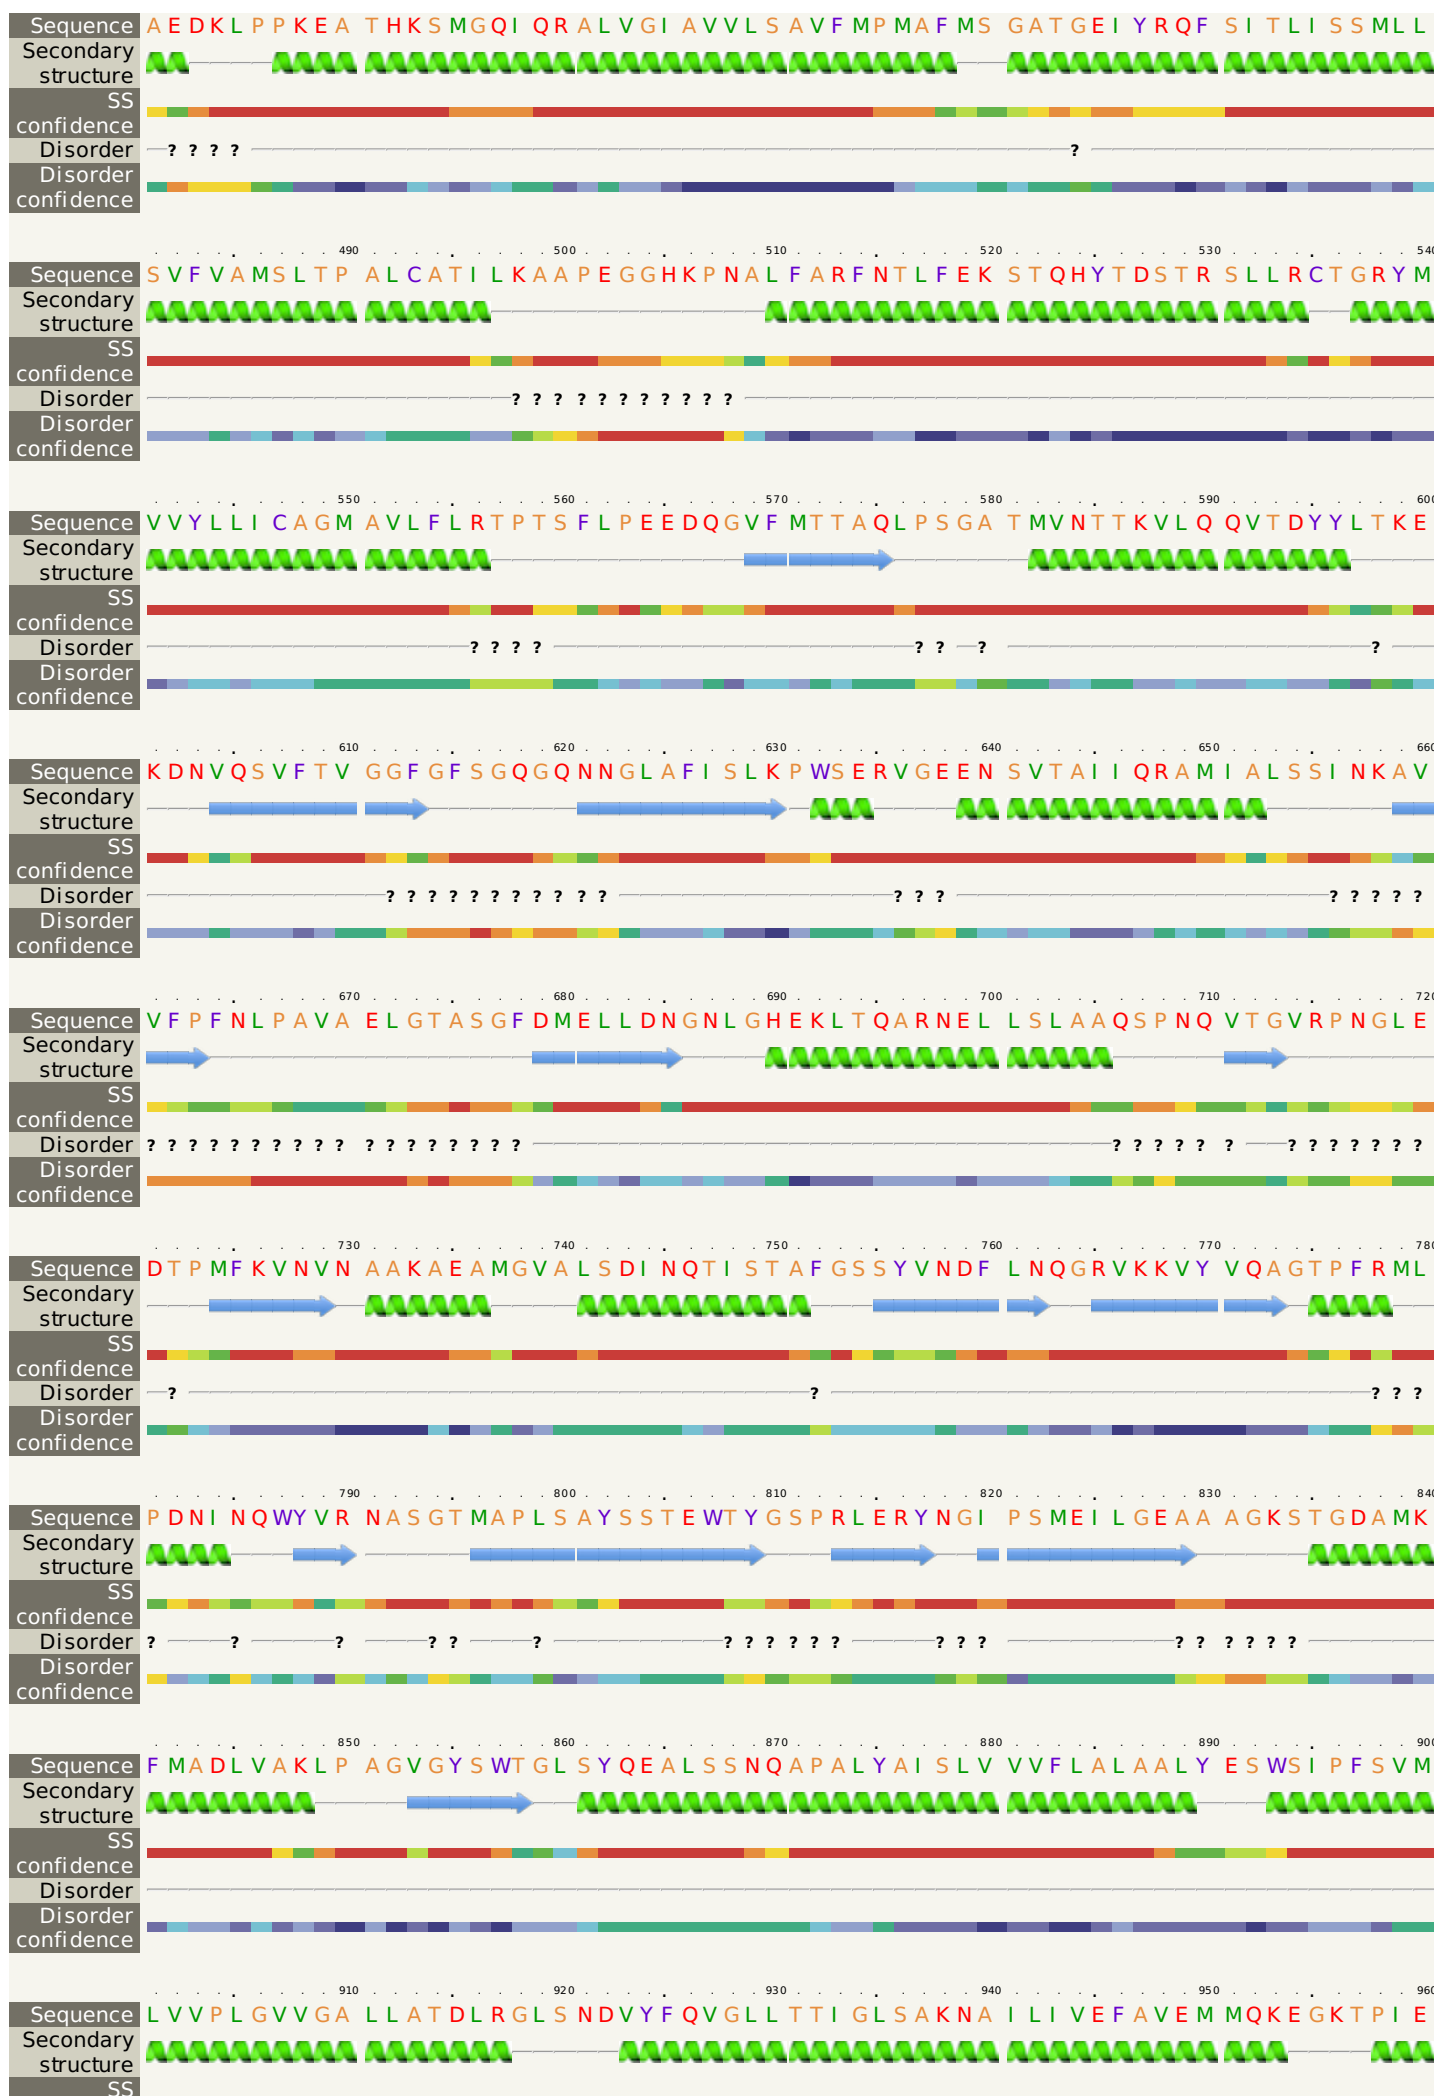 Sequence AEDKLPPKEA THKSMGQIQR ALVGIAVVLS AVFMPMAFMS GATGEIYRQF SITLISSMLL
Secondary
structure
SS
confidence
Disorder ? ? ? ? ?
Disorder
confidence
. . . . 490 . . . . 500 . . . . 510 . . . . 520 . . . . 530 . . . . 540
Sequence SVFVAMSLTP ALCATILKAA PEGGHKPNAL FARFNTLFEK STQHYTDSTR SLLRCTGRYM
Secondary
structure
SS
confidence
Disorder ? ? ? ? ? ? ? ? ? ? ?
Disorder
confidence
. . . . 550 . . . . 560 . . . . 570 . . . . 580 . . . . 590 . . . . 600
Sequence VVYLLICAGM AVLFLRTPTS FLPEEDQGVF MTTAQLPSGA TMVNTTKVLQ QVTDYYLTKE
Secondary
structure
SS
confidence
Disorder ? ? ? ? ? ? ? ?
Disorder
confidence
. . . . 610 . . . . 620 . . . . 630 . . . . 640 . . . . 650 . . . . 660
Sequence KDNVQSVFTV GGFGFSGQGQ NNGLAFISLK PWSERVGEEN SVTAIIQRAM IALSSINKAV
Secondary
structure
SS
confidence
Disorder ? ? ? ? ? ? ? ? ? ? ? ? ? ? ? ? ? ? ?
Disorder
confidence
. . . . 670 . . . . 680 . . . . 690 . . . . 700 . . . . 710 . . . . 720
Sequence VFPFNLPAVA ELGTASGFDM ELLDNGNLGH EKLTQARNEL LSLAAQSPNQ VTGVRPNGLE
Secondary
structure
SS
confidence
Disorder ? ? ? ? ? ? ? ? ? ? ? ? ? ? ? ? ? ? ? ? ? ? ? ? ? ? ? ? ? ? ?
Disorder
confidence
. . . . 730 . . . . 740 . . . . 750 . . . . 760 . . . . 770 . . . . 780
Sequence DTPMFKVNVN AAKAEAMGVA LSDINQTIST AFGSSYVNDF LNQGRVKKVY VQAGTPFRML
Secondary
structure
SS
confidence
Disorder ? ? ? ? ?
Disorder
confidence
. . . . 790 . . . . 800 . . . . 810 . . . . 820 . . . . 830 . . . . 840
Sequence PDNINQWYVR NASGTMAPLS AYSSTEWTYG SPRLERYNGI PSMEILGEAA AGKSTGDAMK
Secondary
structure
SS
confidence
Disorder ? ? ? ? ? ? ? ? ? ? ? ? ? ? ? ? ? ? ? ? ?
Disorder
confidence
. . . . 850 . . . . 860 . . . . 870 . . . . 880 . . . . 890 . . . . 900
Sequence FMADLVAKLP AGVGYSWTGL SYQEALSSNQ APALYAISLV VVFLALAALY ESWSIPFSVM
Secondary
structure
SS
confidence
Disorder
Disorder
confidence
. . . . 910 . . . . 920 . . . . 930 . . . . 940 . . . . 950 . . . . 960
Sequence LVVPLGVVGA LLATDLRGLS NDVYFQVGLL TTIGLSAKNA ILIVEFAVEM MQKEGKTPIE
Secondary
structure
SS